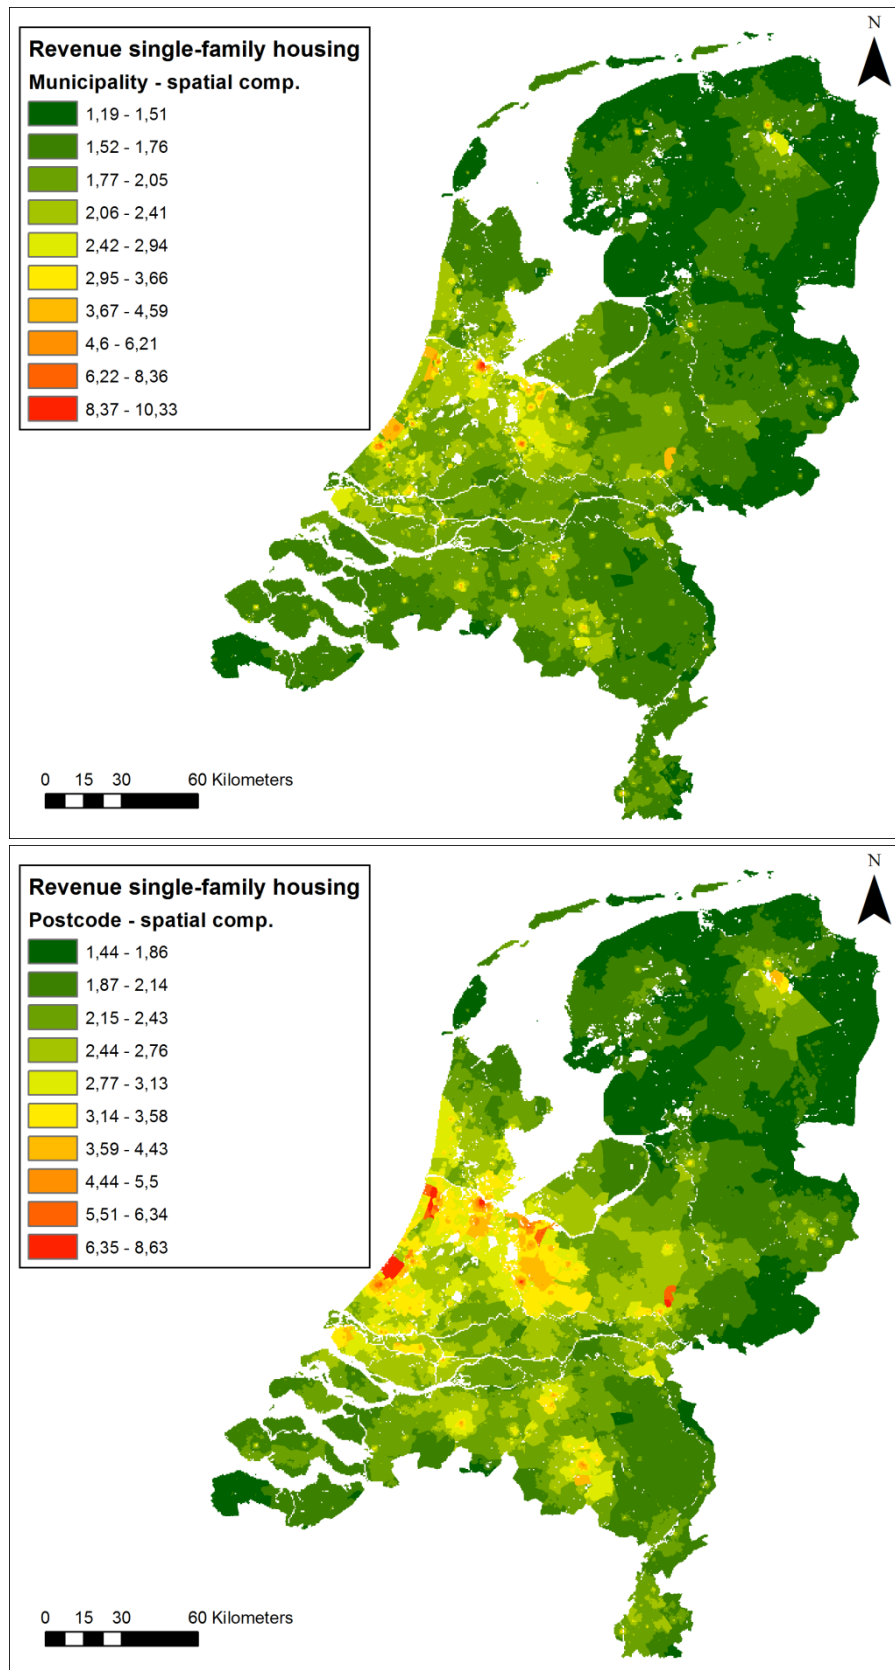 N
Revenue single-family housing
Municipality - spatial comp.
1,19 - 1,51
1,52 - 1,76
1,77 - 2,05
2,06 - 2,41
2,42 - 2,94
2,95 - 3,66
3,67 - 4,59
4,6 - 6,21
6,22 - 8,36
8,37 - 10,33
0 15 30 60 Kilometers
N
Revenue single-family housing
Postcode - spatial comp.
1,44 - 1,86
1,87 - 2,14
2,15 - 2,43
2,44 - 2,76
2,77 - 3,13
3,14 - 3,58
3,59 - 4,43
4,44 - 5,5
5,51 - 6,34
6,35 - 8,63
0 15 30 60 Kilometers